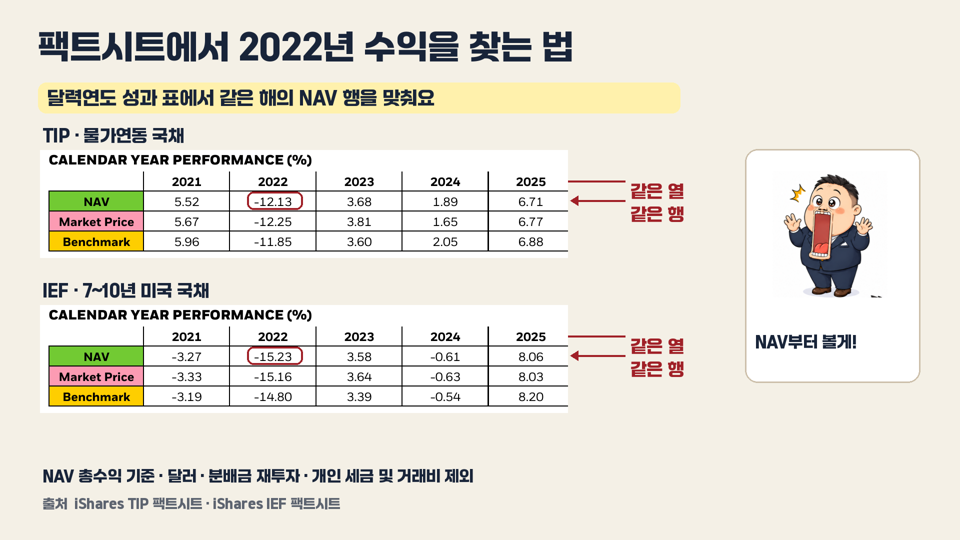 팩트시트에서 2022년 수익을 찾는 법
달력연도 성과 표에서 같은 해의 NAV 행을 맞춰요
TIP · 물가연동 국채
CALENDAR YEAR PERFORMANCE (%)
2021 2022 2023 2024 2025
NAV 5.52 -12.13 3.68 1.89 6.71
Market Price 5.67 -12.25 3.81 1.65 6.77
Benchmark 5.96 -11.85 3.60 2.05 6.88
같은 열
같은 행
IEF · 7~10년 미국 국채
CALENDAR YEAR PERFORMANCE (%)
2021 2022 2023 2024 2025
NAV -3.27 -15.23 3.58 -0.61 8.06
Market Price -3.33 -15.16 3.64 -0.63 8.03
Benchmark -3.19 -14.80 3.39 -0.54 8.20
같은 열
같은 행
NAV부터 볼게!
NAV 총수익 기준 · 달러 · 분배금 재투자 · 개인 세금 및 거래비 제외
출처 iShares TIP 팩트시트 · iShares IEF 팩트시트